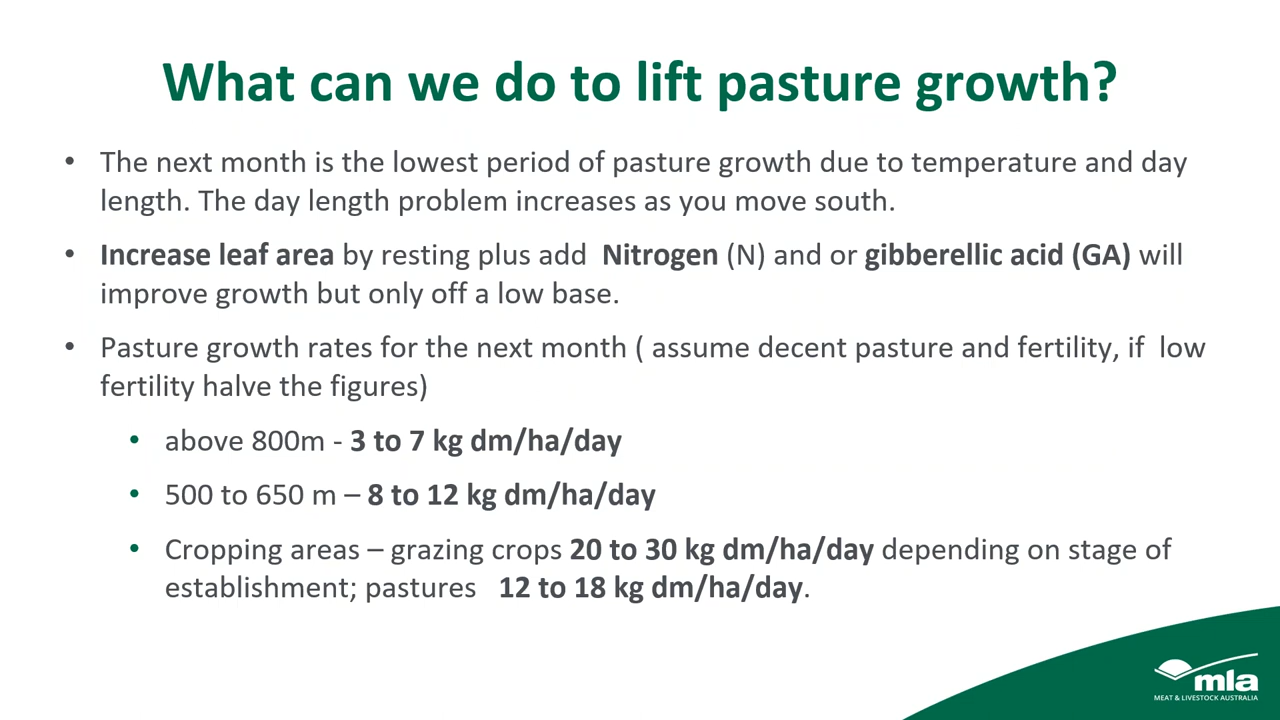 What can we do to lift pasture growth?
• The next month is the lowest period of pasture growth due to temperature and day
length. The day length problem increases as you move south.
• Increase leaf area by resting plus add  Nitrogen (N) and or gibberellic acid (GA) will
improve growth but only off a low base.
• Pasture growth rates for the next month ( assume decent pasture and fertility, if  low
fertility halve the figures)
• above 800m - 3 to 7 kg dm/ha/day
• 500 to 650 m – 8 to 12 kg dm/ha/day
• Cropping areas – grazing crops 20 to 30 kg dm/ha/day depending on stage of
establishment; pastures   12 to 18 kg dm/ha/day.
mla
MEAT & LIVESTOCK AUSTRALIA